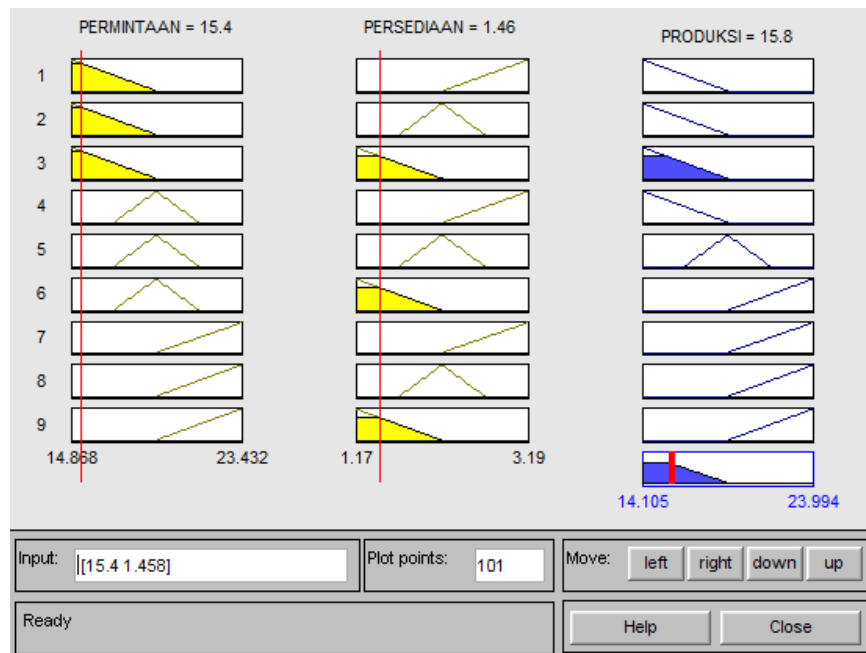 PERMINTAAN = 15.4
PERSEDIAAN = 1.46
PRODUKSI = 15.8
1
2
3
4
5
6
7
8
9
14.868
23.432
1.17
3.19
14.105
23.994
Input:
[15.4 1.458]
Plot points:
101
Move:
left
right
down
up
Ready
Help
Close